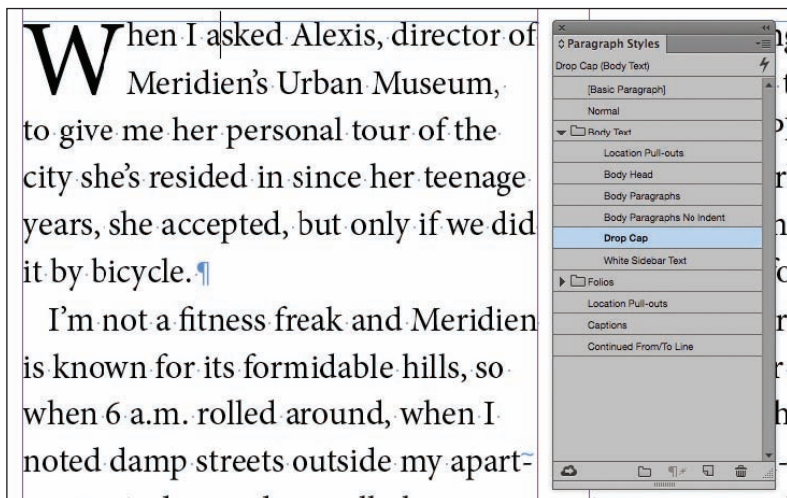 When I asked Alexis, director of
Meridien’s Urban Museum,
to give me her personal tour of the
city she’s resided in since her teenage
years, she accepted, but only if we did
it by bicycle.¶
I’m not a fitness freak and Meridien
is known for its formidable hills, so
when 6 a.m. rolled around, when I
noted damp streets outside my apart-
Paragraph Styles
Drop Cap (Body Text)
[Basic Paragraph]
Normal
Body Text
Location Pull-outs
Body Head
Body Paragraphs
Body Paragraphs No Indent
Drop Cap
White Sidebar Text
Folios
Location Pull-outs
Captions
Continued From/To Line